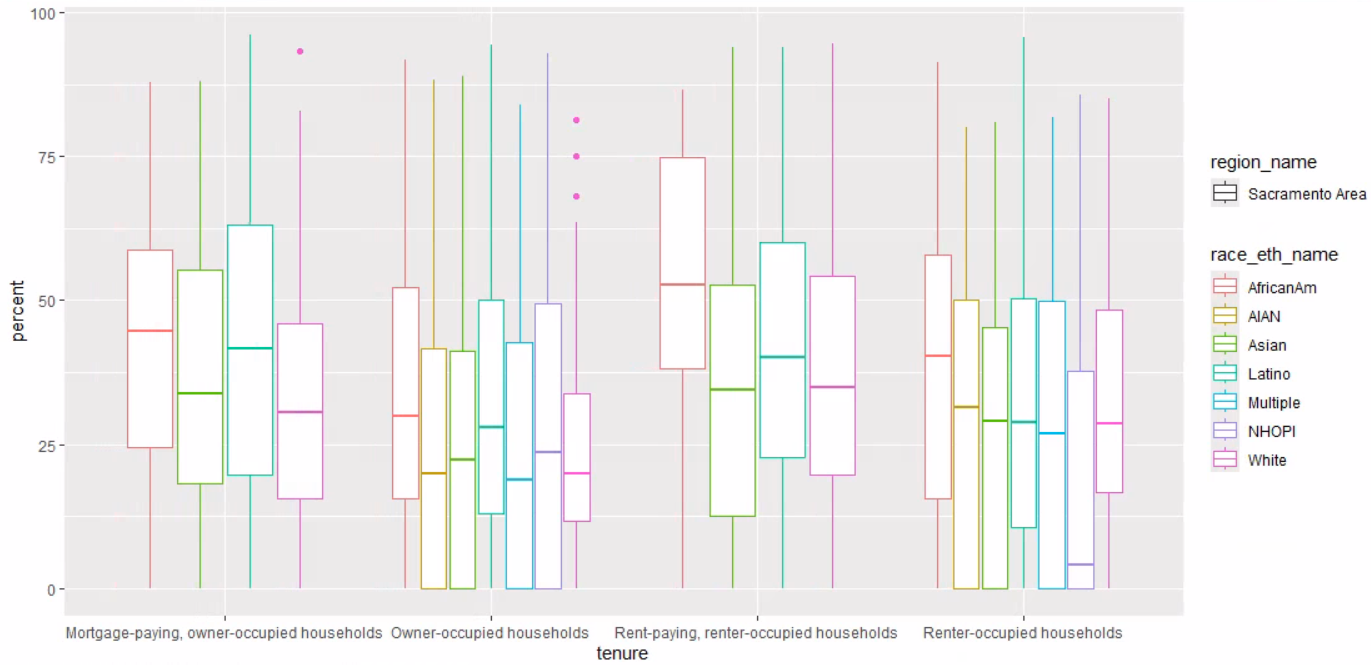 100
75
50
25
0
percent
Mortgage-paying, owner-occupied households
Owner-occupied households
Rent-paying, renter-occupied households
Renter-occupied households
tenure
region_name
Sacramento Area
race_eth_name
AfricanAm
AIAN
Asian
Latino
Multiple
NHOPI
White